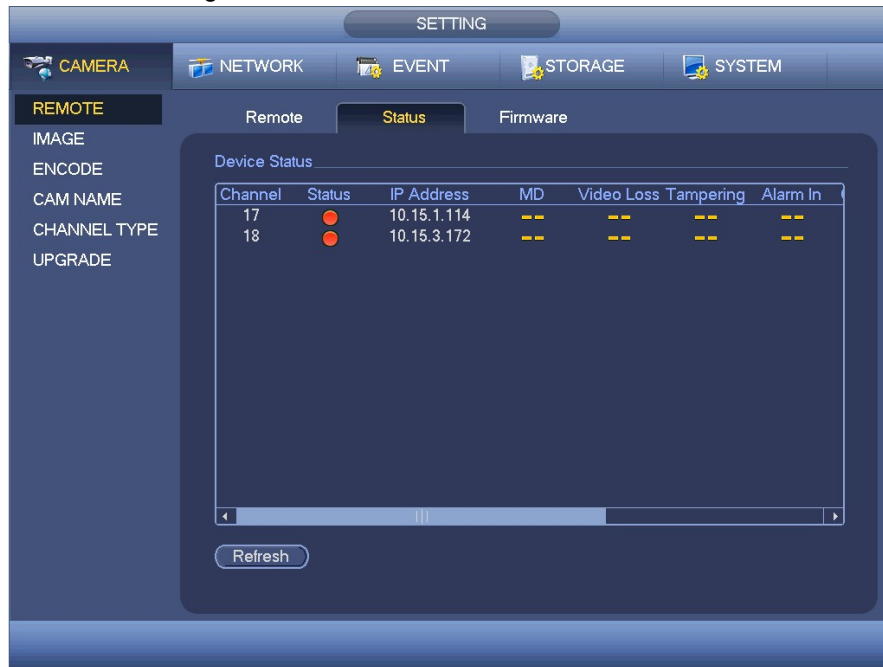 SETTING
CAMERA NETWORK EVENT STORAGE SYSTEM
REMOTE
IMAGE
ENCODE
CAM NAME
CHANNEL TYPE
UPGRADE
Remote Status Firmware
Device Status
Channel Status IP Address MD Video Loss Tampering Alarm In
17 10.15.1.114 -- -- -- --
18 10.15.3.172 -- -- -- --
Refresh